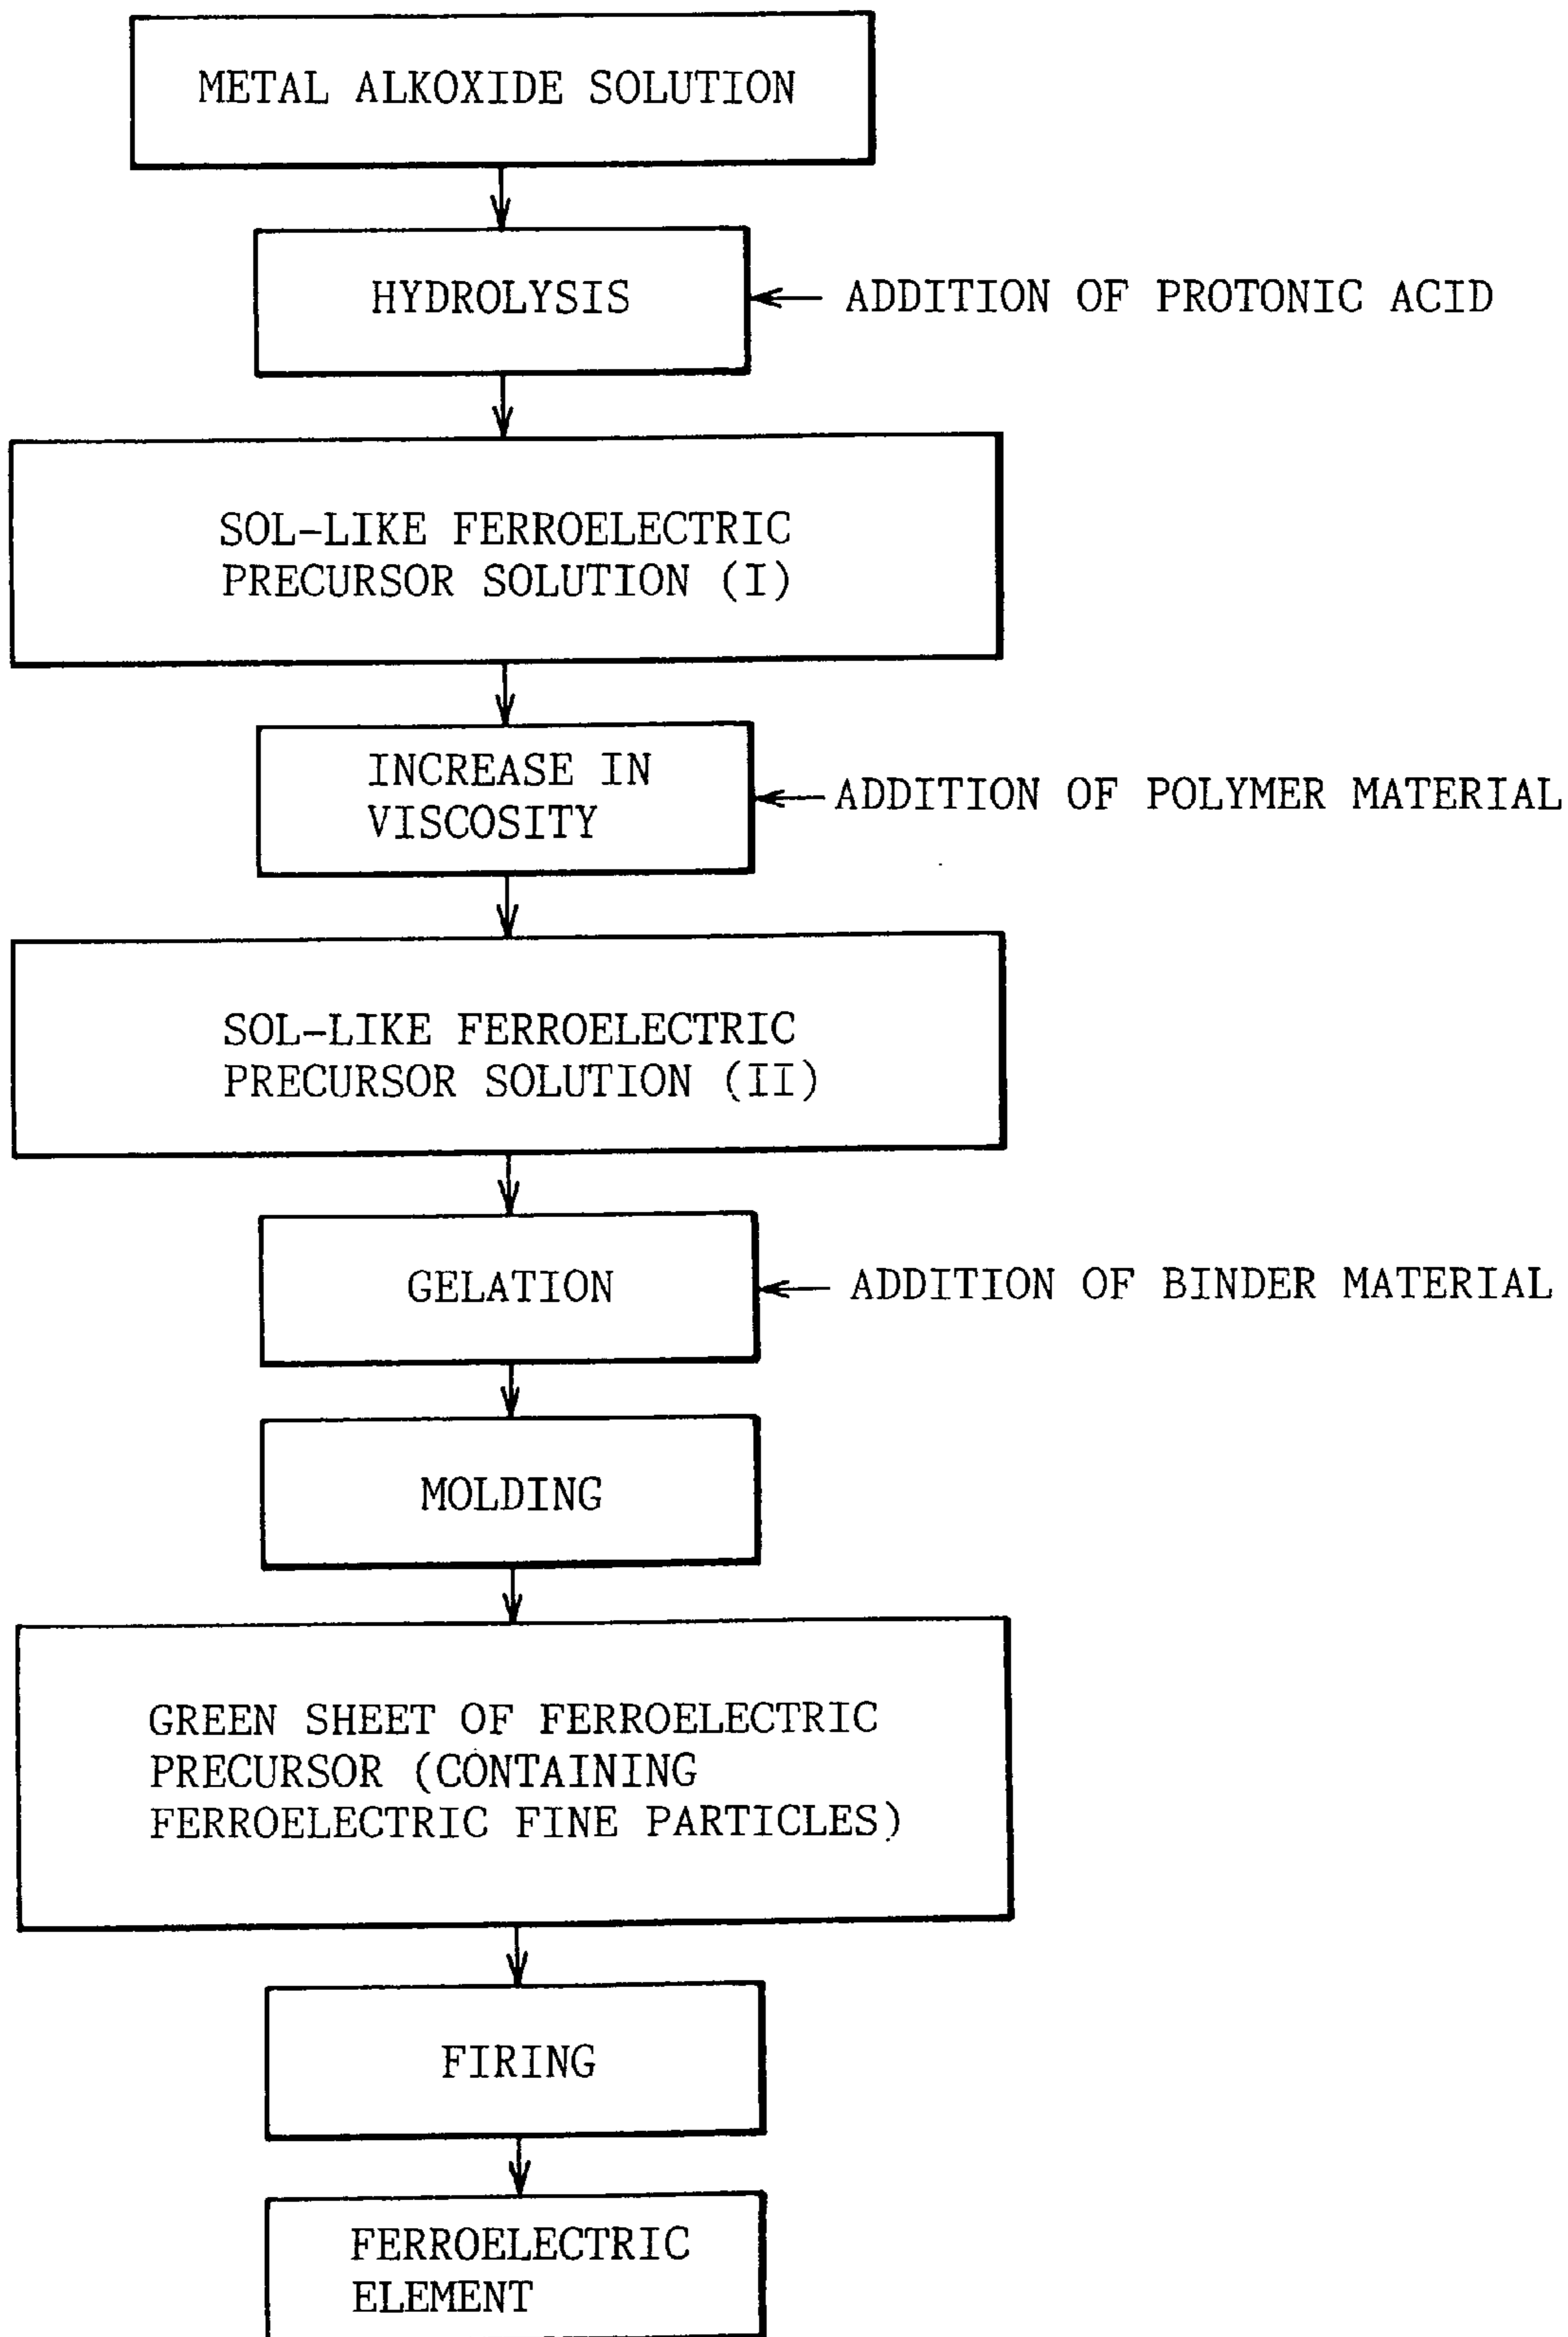 METAL ALKOXIDE SOLUTION
HYDROLYSIS
ADDITION OF PROTONIC ACID
SOL-LIKE FERROELECTRIC
PRECURSOR SOLUTION (I)
INCREASE IN
VISCOSITY
ADDITION OF POLYMER MATERIAL
SOL-LIKE FERROELECTRIC
PRECURSOR SOLUTION (II)
GELATION
ADDITION OF BINDER MATERIAL
MOLDING
GREEN SHEET OF FERROELECTRIC
PRECURSOR (CONTAINING
FERROELECTRIC FINE PARTICLES)
FIRING
FERROELECTRIC
ELEMENT